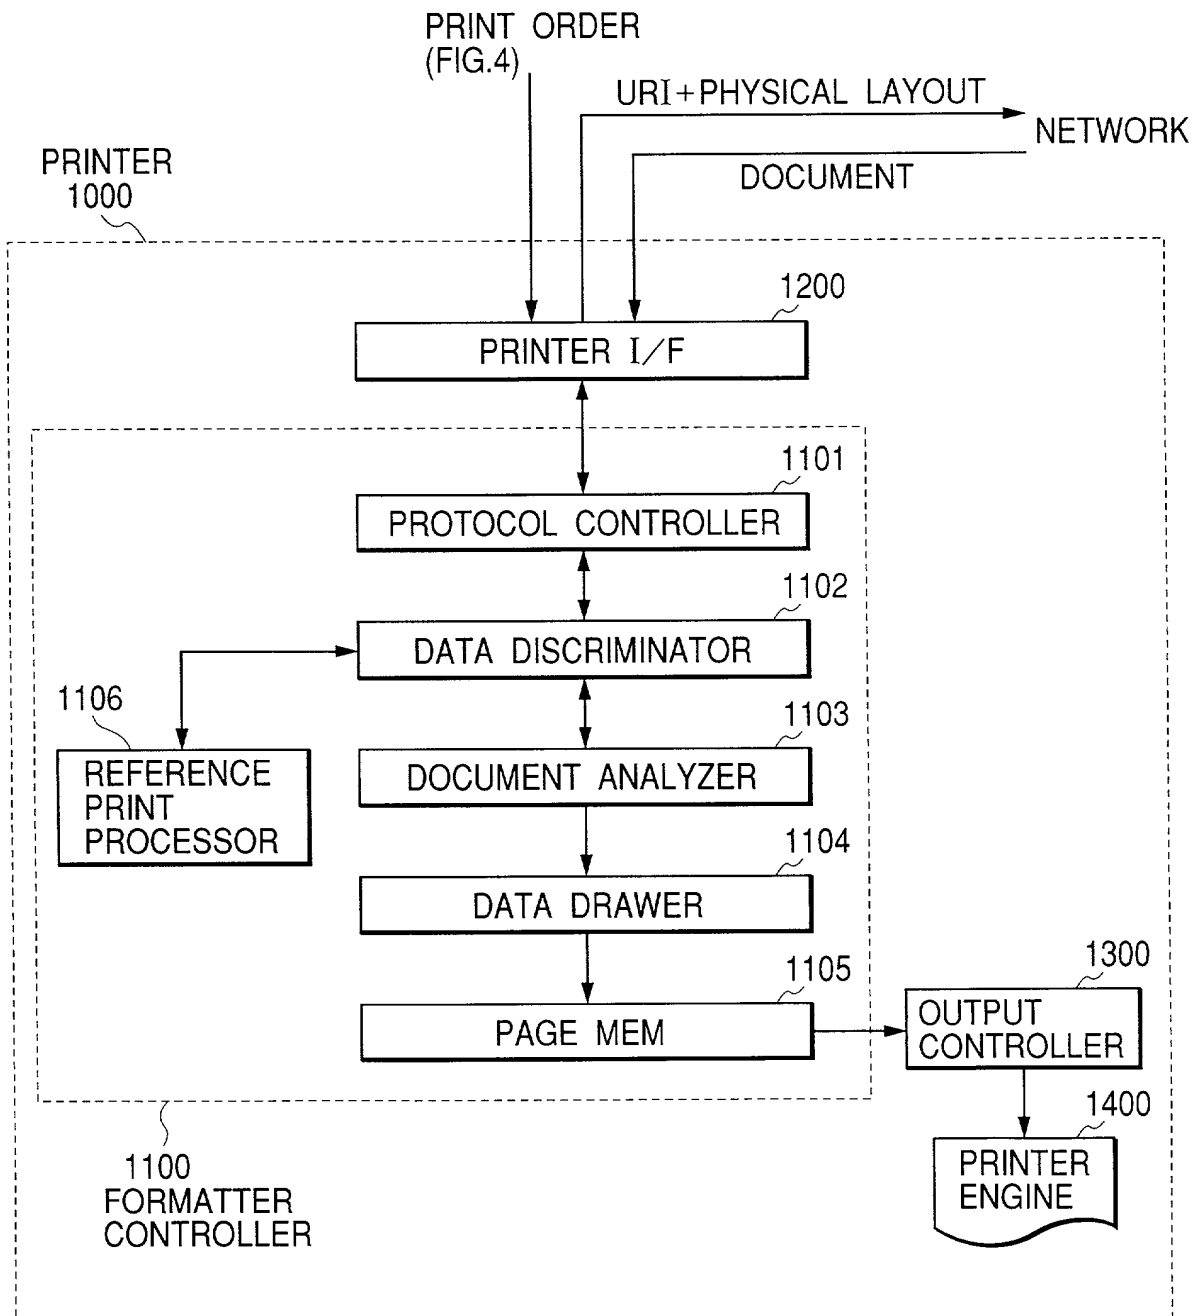 PRINT ORDER
(FIG.4)
URI+PHYSICAL LAYOUT
NETWORK
DOCUMENT
PRINTER
1000
1200
PRINTER I/F
1101
PROTOCOL CONTROLLER
1102
DATA DISCRIMINATOR
1106
REFERENCE
PRINT
PROCESSOR
1103
DOCUMENT ANALYZER
1104
DATA DRAWER
1105
PAGE MEM
1300
OUTPUT
CONTROLLER
1400
PRINTER
ENGINE
1100
FORMATTER
CONTROLLER